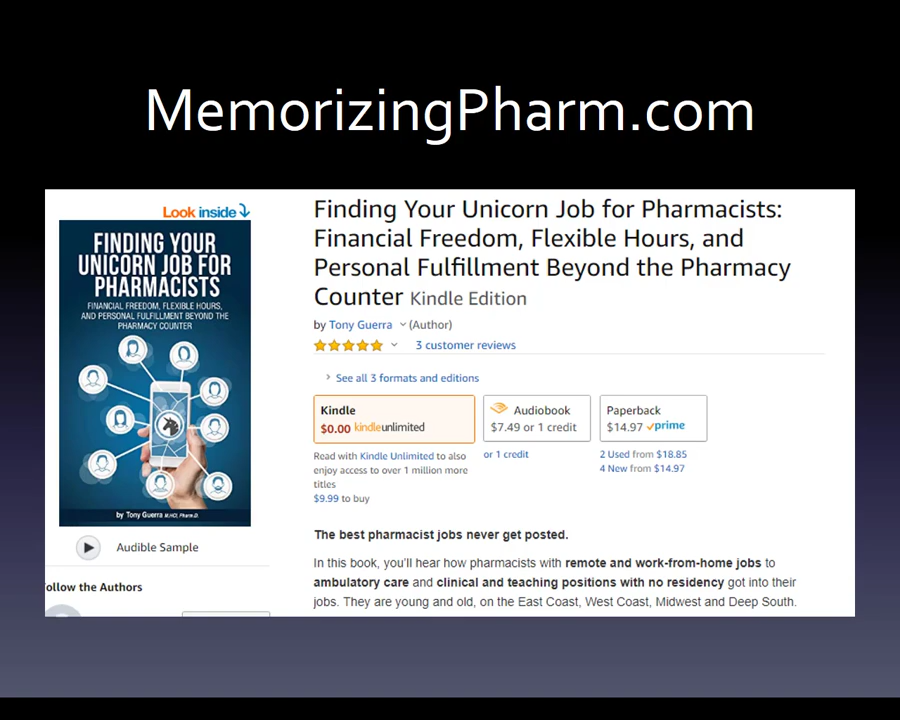 MemorizingPharm.com
Look inside
FINDING YOUR
UNICORN JOB FOR
PHARMACISTS
FINANCIAL FREEDOM, FLEXIBLE HOURS,
AND PERSONAL FULFILLMENT BEYOND THE
PHARMACY COUNTER
by Tony Guerra M.HCI, Pharm.D.
Audible Sample
ollow the Authors
Finding Your Unicorn Job for Pharmacists:
Financial Freedom, Flexible Hours, and
Personal Fulfillment Beyond the Pharmacy
Counter Kindle Edition
by Tony Guerra (Author)
3 customer reviews
See all 3 formats and editions
Kindle
$0.00 kindleunlimited
Audiobook
$7.49 or 1 credit
Paperback
$14.97 prime
Read with Kindle Unlimited to also
enjoy access to over 1 million more
titles
$9.99 to buy
or 1 credit
2 Used from $18.85
4 New from $14.97
The best pharmacist jobs never get posted.
In this book, you'll hear how pharmacists with remote and work-from-home jobs to
ambulatory care and clinical and teaching positions with no residency got into their
jobs. They are young and old, on the East Coast, West Coast, Midwest and Deep South.